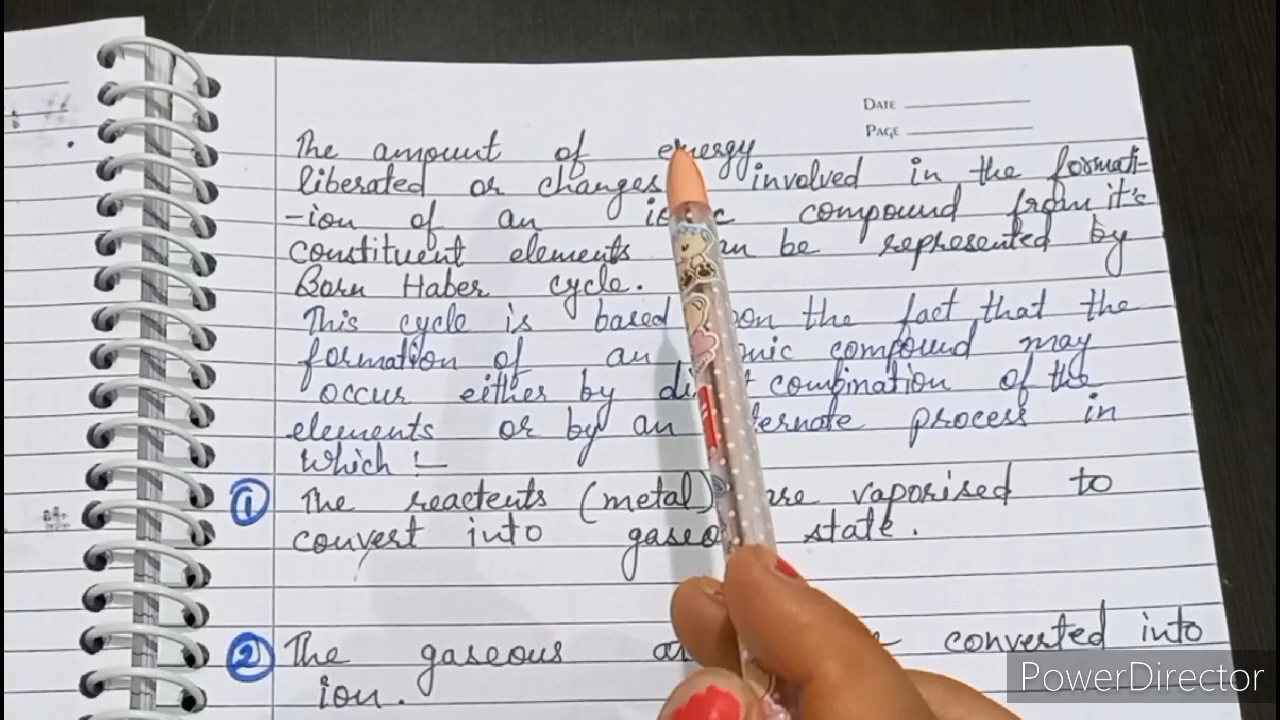 DATE
PAGE
The amount of energy
liberated or changes involved in the formati-
-ion of an compound from it's
constituent elements be represented by
Born Haber cycle.
This cycle is based the fact that the
formation of an compound may
occur either by combination of the
elements or by an process in
which :-
① The reactents (metal) vaporised to
convert into state.
② The gaseous converted into
ion.
PowerDirector